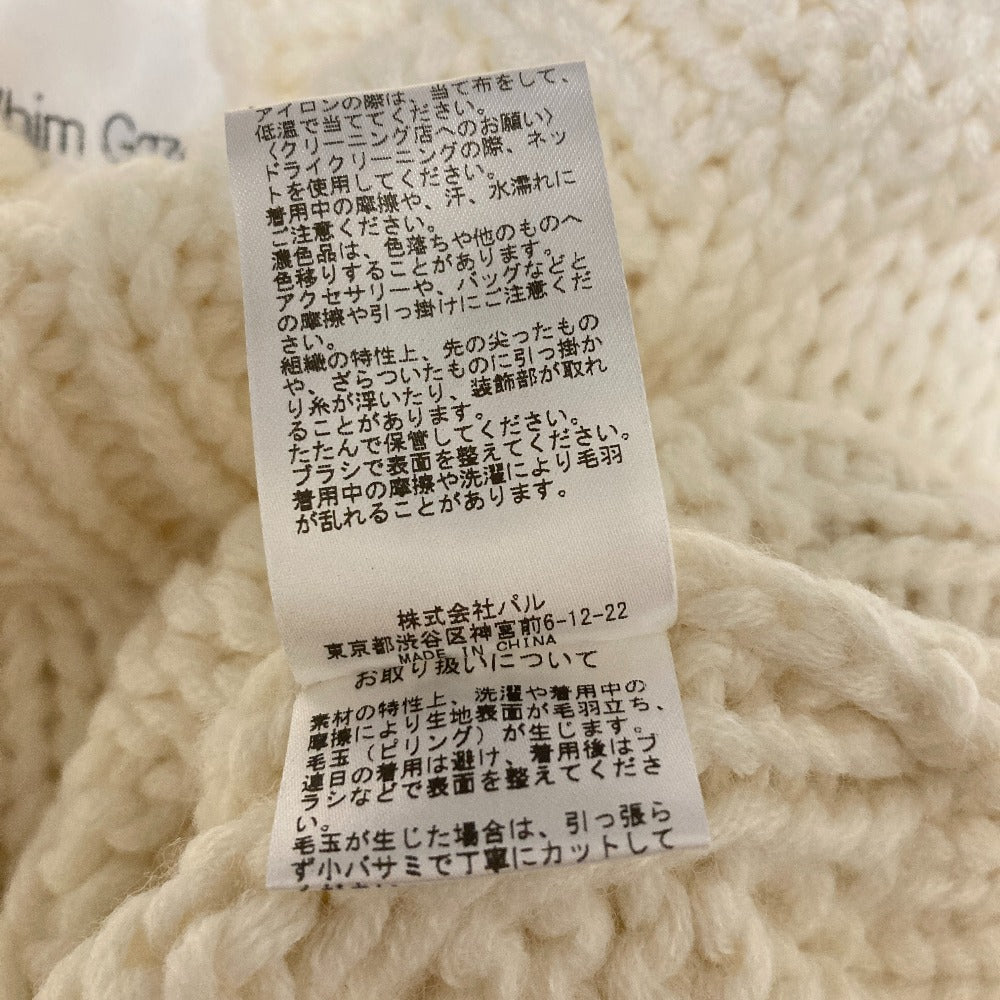 him Gaz
アイロンの際は、当て布をして、
低温で当ててください。
〈クリーニング店へのお願い〉
ドライクリーニングの際、ネッ
トを使用してください。
着用中の摩擦や、汗、水濡れに
ご注意ください。
濃色品は、色落ちや他のものへ
色移りすることがあります。
アクセサリーや、バッグなどと
の摩擦や引っ掛けにご注意くだ
さい。
組織の特性上、先の尖ったもの
や、ざらついたものに引っ掛か
り糸が浮いたり、装飾部が取れ
ることがあります。
たたんで保管してください。
ブラシで表面を整えてください。
着用中の摩擦や洗濯により毛羽
が乱れることがあります。
株式会社パル
東京都渋谷区神宮前6-12-22
MADE IN CHINA
お取り扱いについて
素材の特性上、洗濯や着用中の
摩擦により生地表面が毛羽立ち、
毛玉（ピリング）が生じます。
連日の着用は避け、着用後はブ
ラシなどで表面を整えてくださ
い。
毛玉が生じた場合は、引っ張ら
ず小バサミで丁寧にカットして